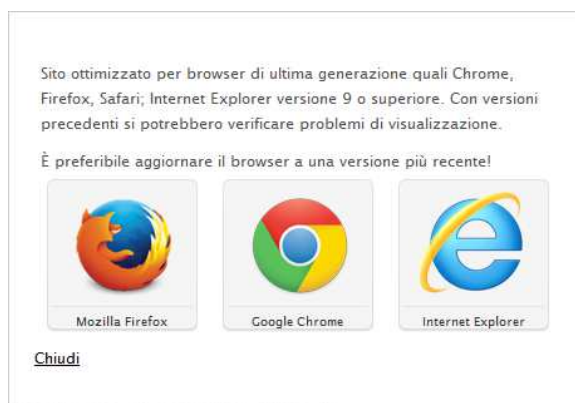 Sito ottimizzato per browser di ultima generazione quali Chrome,
Firefox, Safari; Internet Explorer versione 9 o superiore. Con versioni
precedenti si potrebbero verificare problemi di visualizzazione.
È preferibile aggiornare il browser a una versione più recente!
Mozilla Firefox
Google Chrome
Internet Explorer
Chiudi